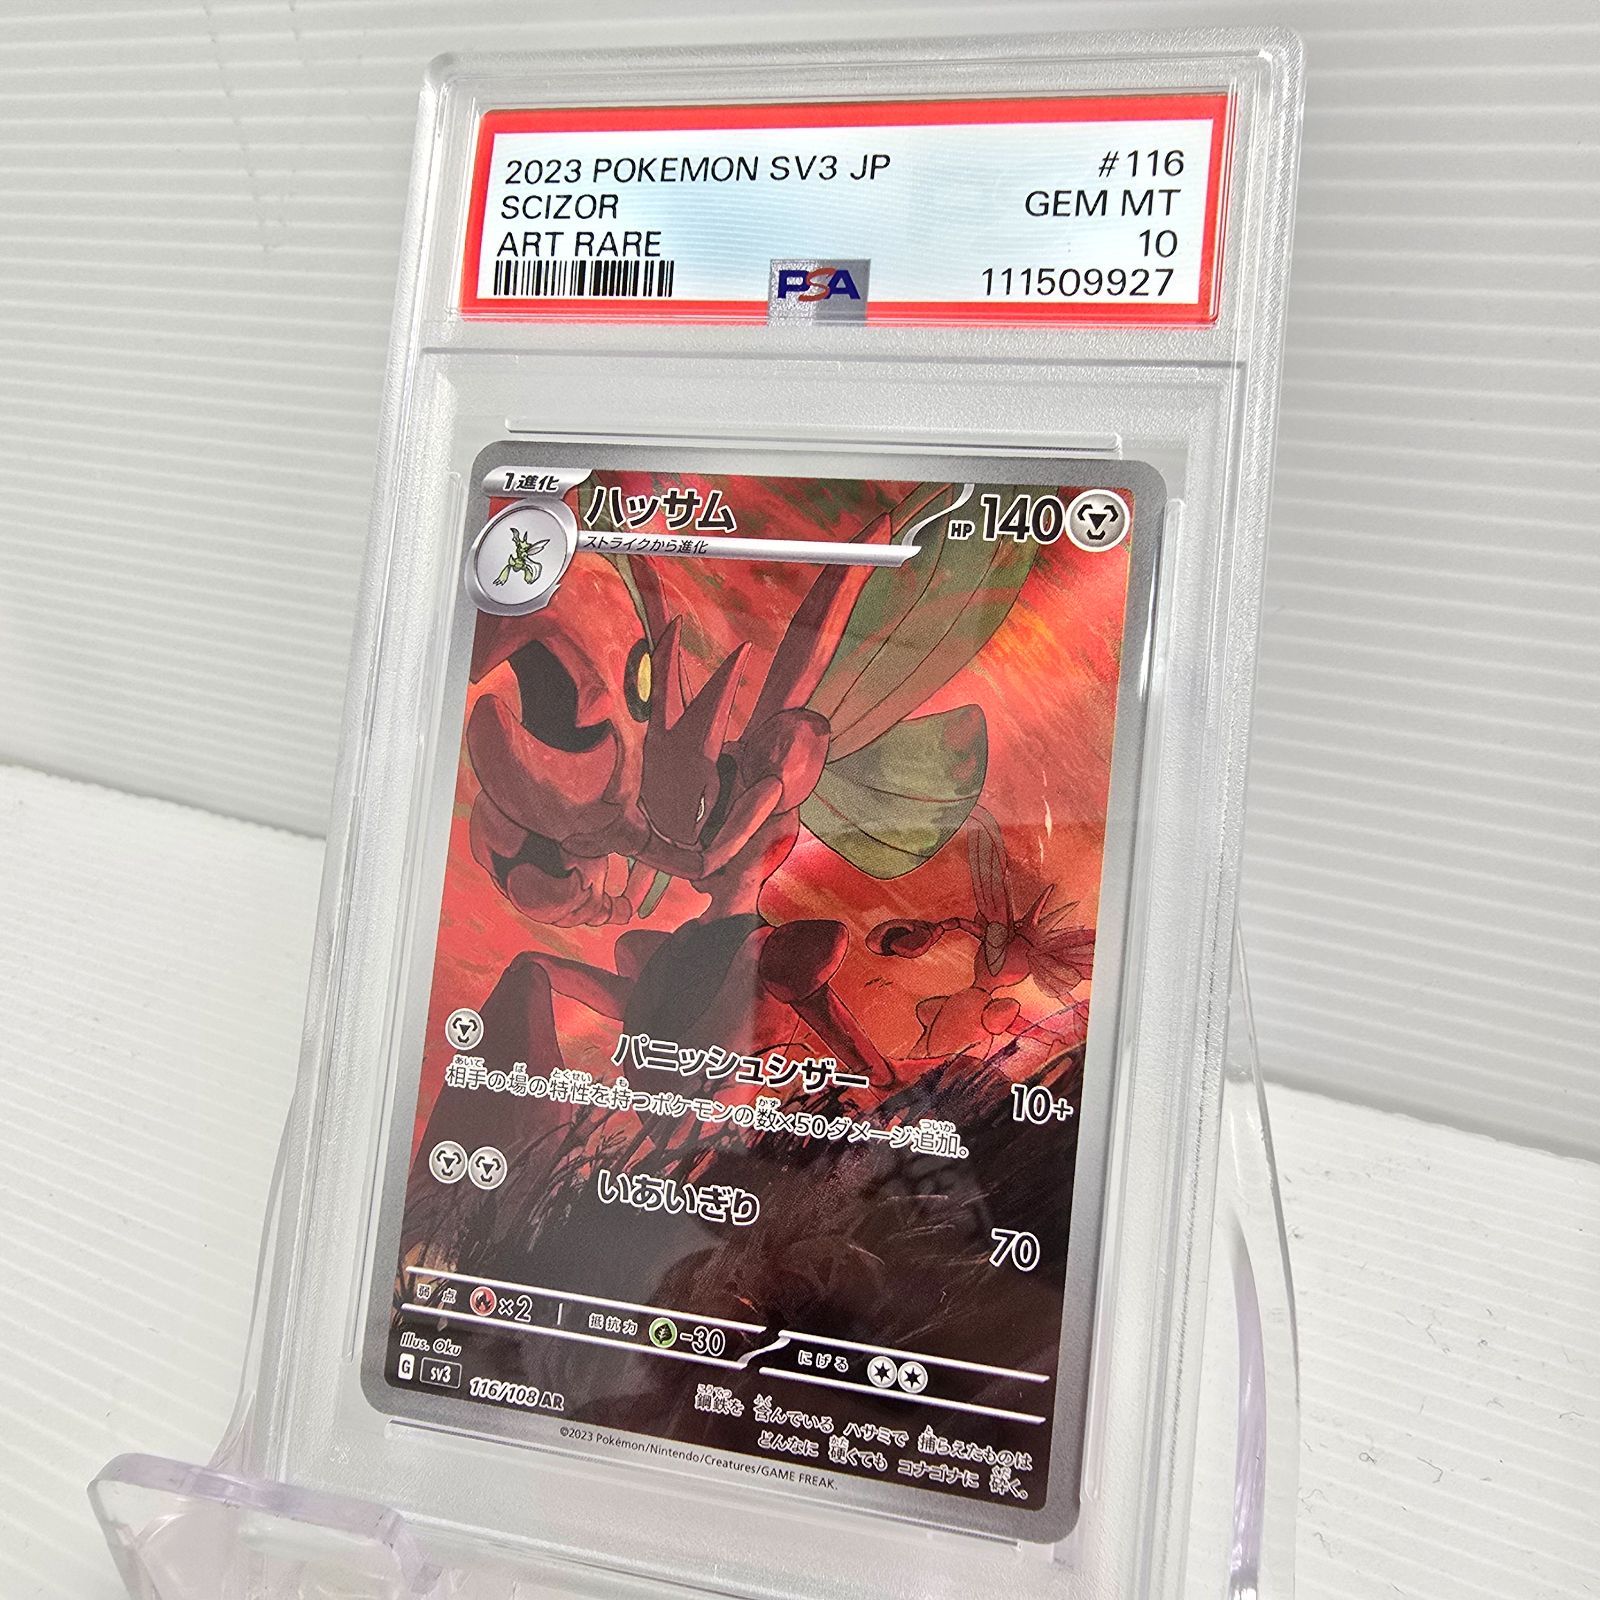 2023 POKEMON SV3 JP #116
SCIZOR GEM MT
ART RARE 10
PSA 111509927
1進化 ハッサム HP 140
ストライクから進化
パニッシュシザー 10+
相手の場の特性を持つポケモンの数×50ダメージ追加。
いあいぎり 70
弱点 ×2 抵抗力 -30 にげる
Illus. Oku
G sv3 116/108 AR
鋼鉄を 含んでいる ハサミで 捕らえたものは
どんなに 硬くても コナゴナに 砕く。
©2023 Pokémon/Nintendo/Creatures/GAME FREAK.